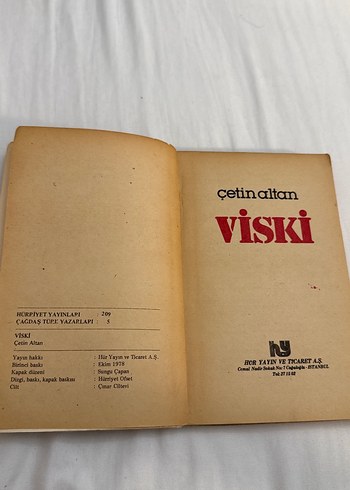 HÜRRİYET YAYINLARI : 209
ÇAĞDAŞ TÜRK YAZARLARI : 5
VİSKİ
Çetin Altan
Yayın hakkı : Hür Yayın ve Ticaret A.Ş.
Birinci baskı : Ekim 1978
Kapak düzeni : Sungu Çapan
Dizgi, baskı, kapak baskısı : Hürriyet Ofset
Cilt : Çınar Ciltevi
çetin altan
VİSKİ
hy
HÜR YAYIN VE TİCARET A.Ş.
Cemal Nadir Sokak No: 7 Cağaloğlu - İSTANBUL